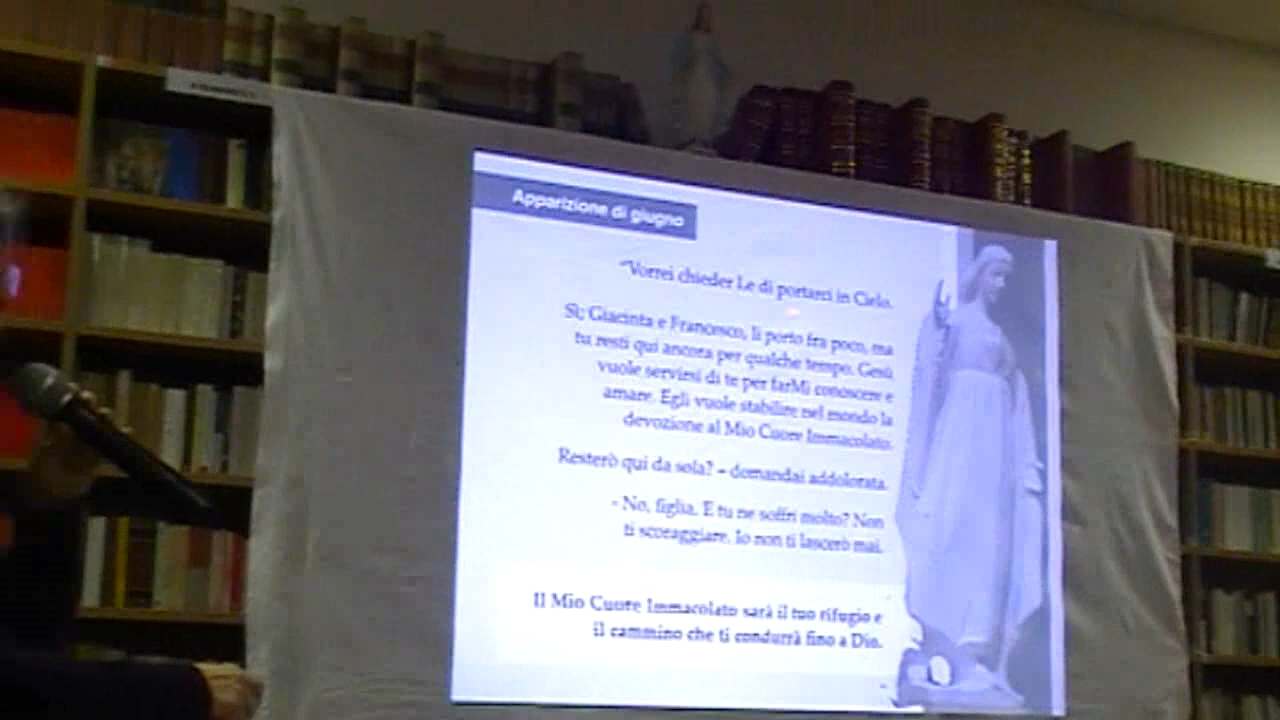 Apparizione di giugno
“Vorrei chieder Le di portarci in Cielo.
Sì; Giacinta e Francesco, li porto fra poco, ma
tu resti qui ancora per qualche tempo. Gesù
vuole servirsi di te per farMi conoscere e
amare. Egli vuole stabilire nel mondo la
devozione al Mio Cuore Immacolato.
Resterò qui da sola? – domandai addolorata.
- No, figlia. E tu ne soffri molto? Non
ti scoraggiare. Io non ti lascerò mai.
Il Mio Cuore Immacolato sarà il tuo rifugio e
il cammino che ti condurrà fino a Dio.